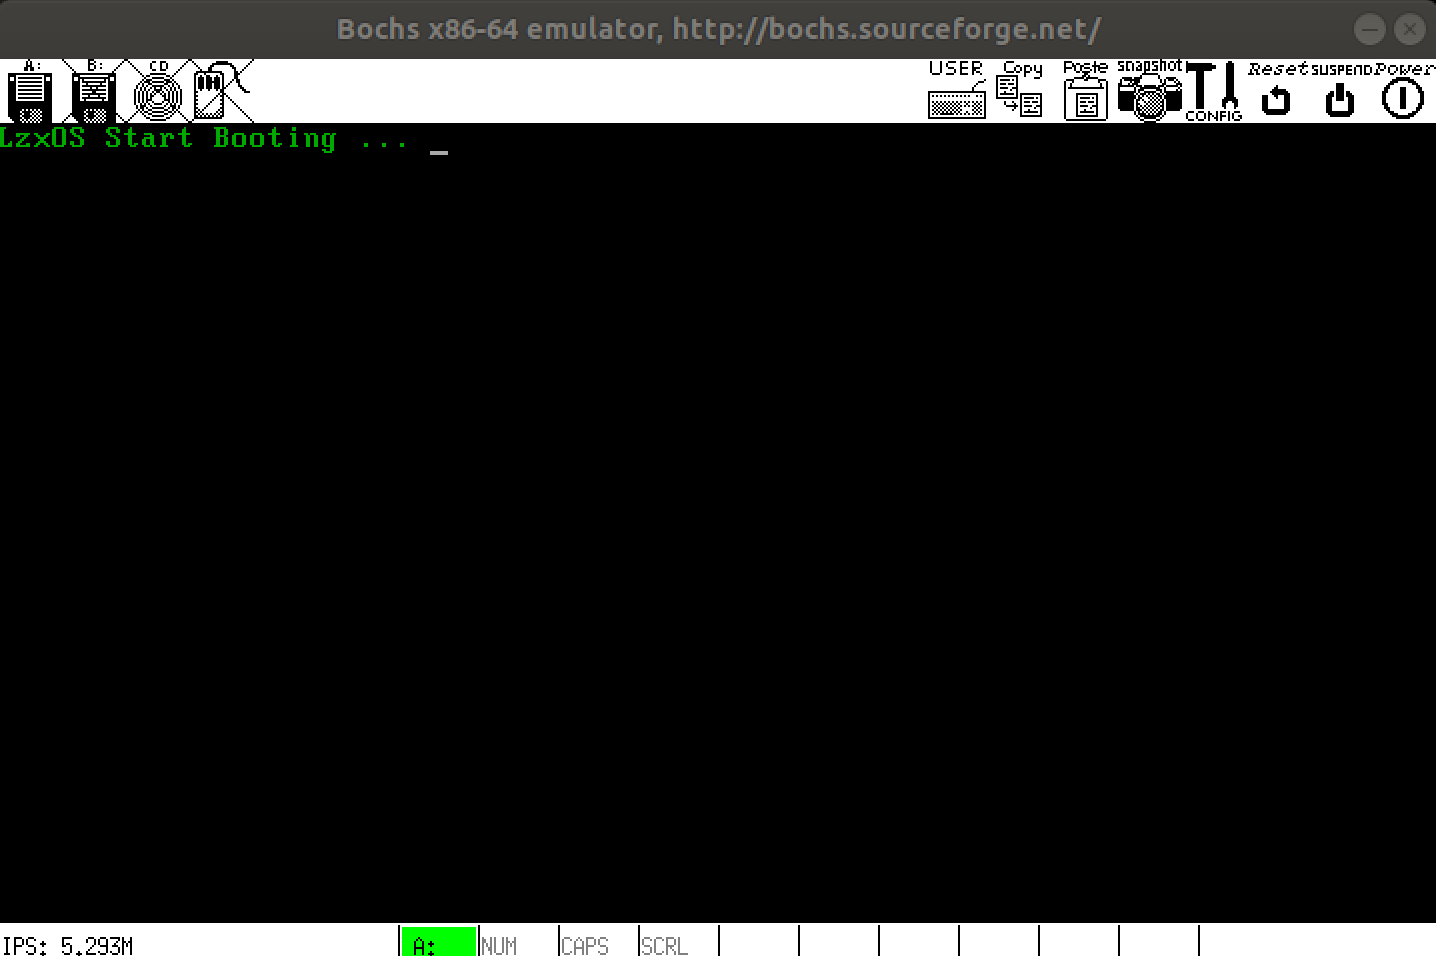 Bochs x86-64 emulator, http://bochs.sourceforge.net/
A: B: CD USER Copy Paste snapshot CONFIG Reset SUSPEND Power
LzxOS Start Booting ... _
IPS: 5.293M A: NUM CAPS SCRL